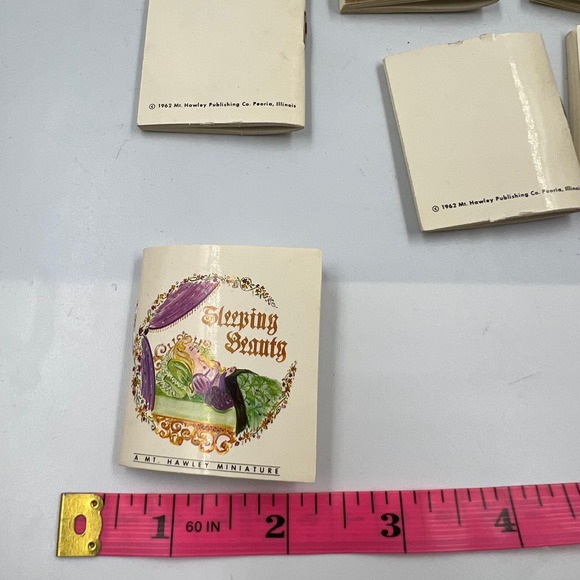 © 1962 Mt. Hawley Publishing Co. Peoria, Illinois
© 1962 Mt. Hawley Publishing Co. Peoria, Illinois
Sleeping
Beauty
A MT. HAWLEY MINIATURE
1 60 IN 2 3 4